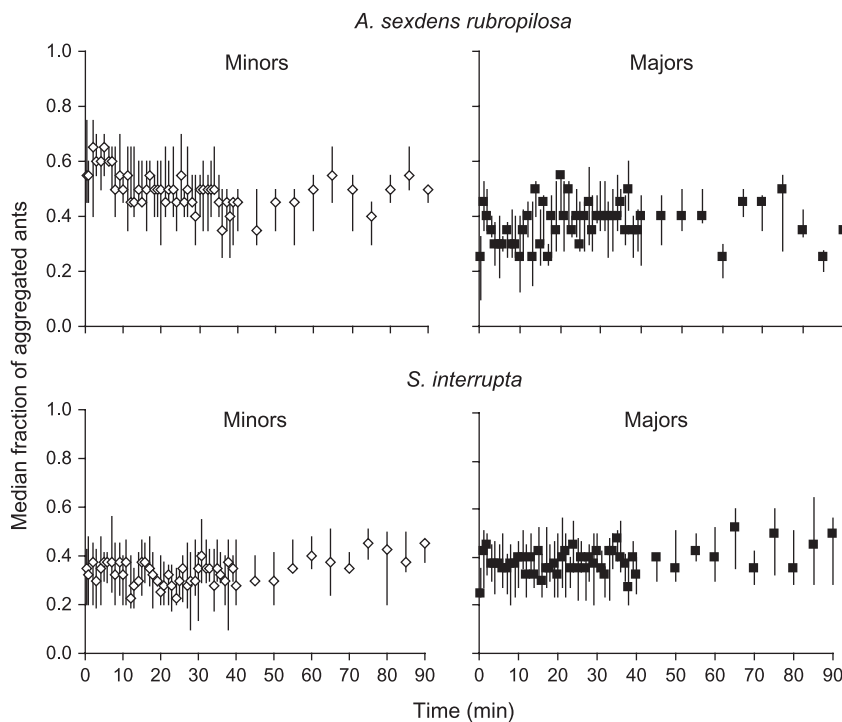 A. sexdens rubropilosa
Minors
Majors
1.0
0.8
0.6
0.4
0.2
0.0
Median fraction of aggregated ants
S. interrupta
Minors
Majors
1.0
0.8
0.6
0.4
0.2
0.0
0 10 20 30 40 50 60 70 80 90
0 10 20 30 40 50 60 70 80 90
Time (min)